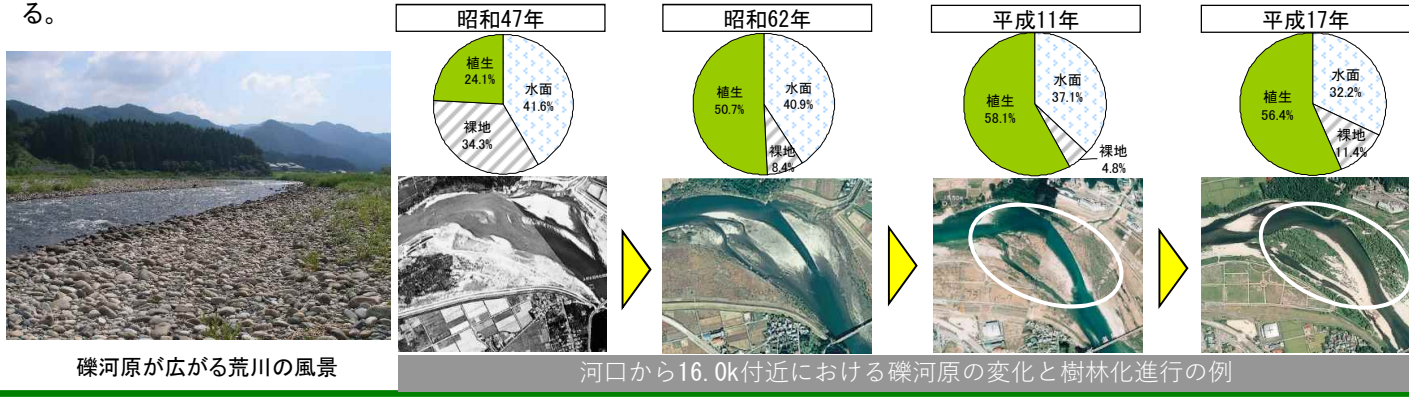 る。
昭和47年
植生
24.1%
水面
41.6%
裸地
34.3%
昭和62年
植生
50.7%
水面
40.9%
裸地
8.4%
平成11年
植生
58.1%
水面
37.1%
裸地
4.8%
平成17年
植生
56.4%
水面
32.2%
裸地
11.4%
礫河原が広がる荒川の風景
河口から16.0k付近における礫河原の変化と樹林化進行の例